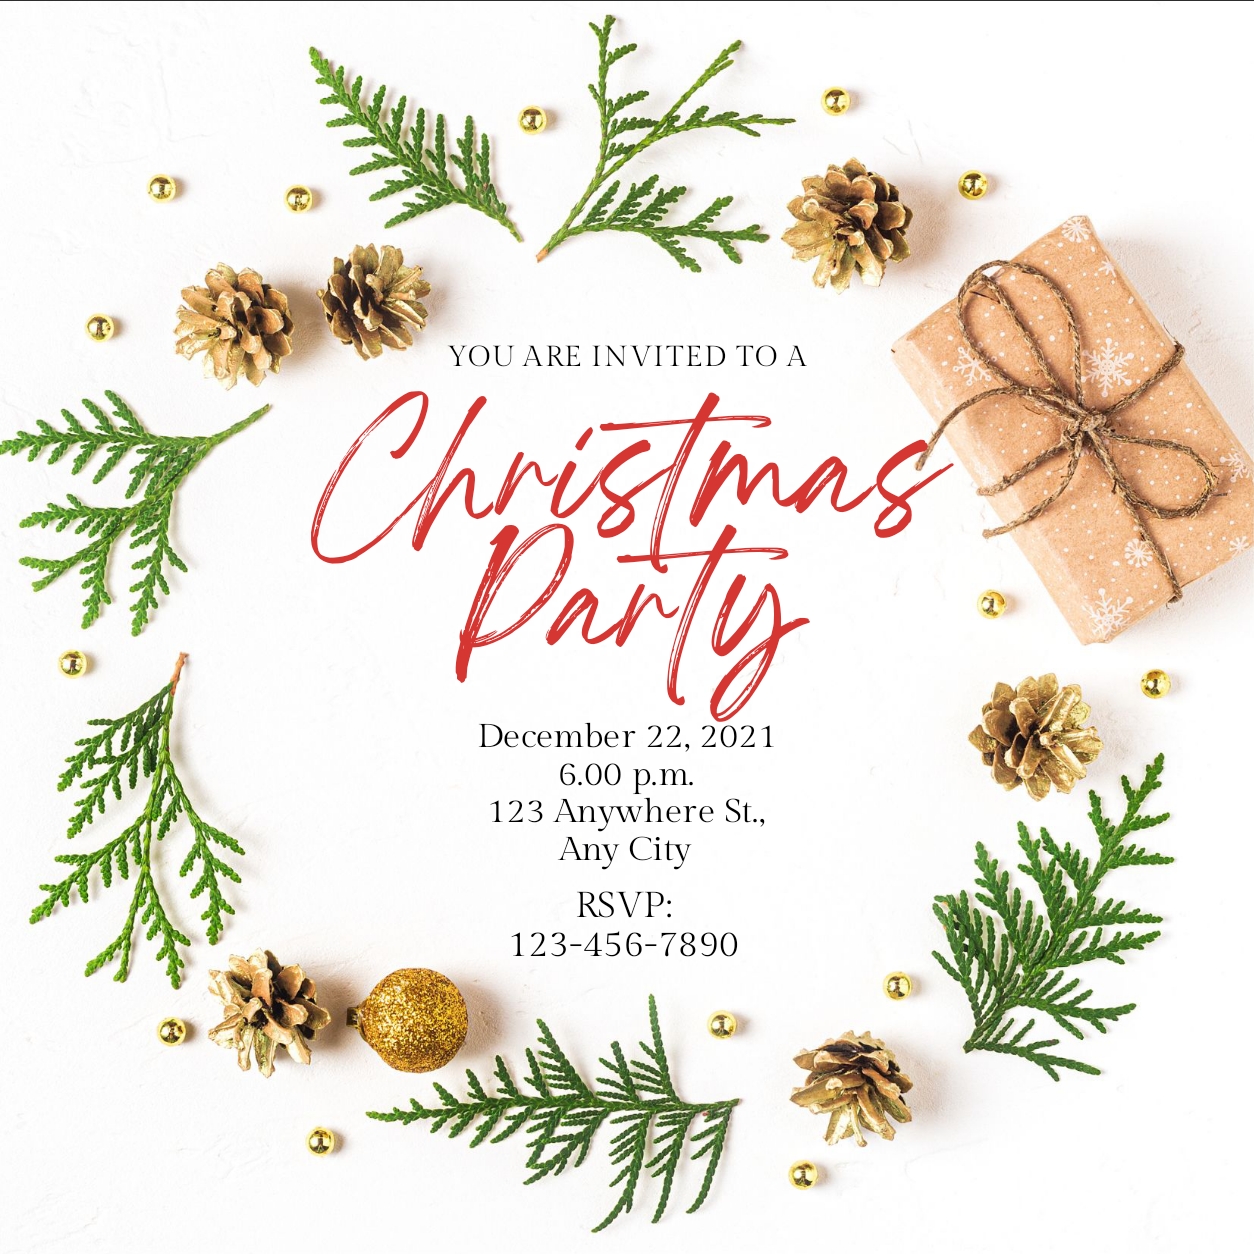 YOU ARE INVITED TO A
Christmas
Party
December 22, 2021
6.00 p.m.
123 Anywhere St.,
Any City
RSVP:
123-456-7890